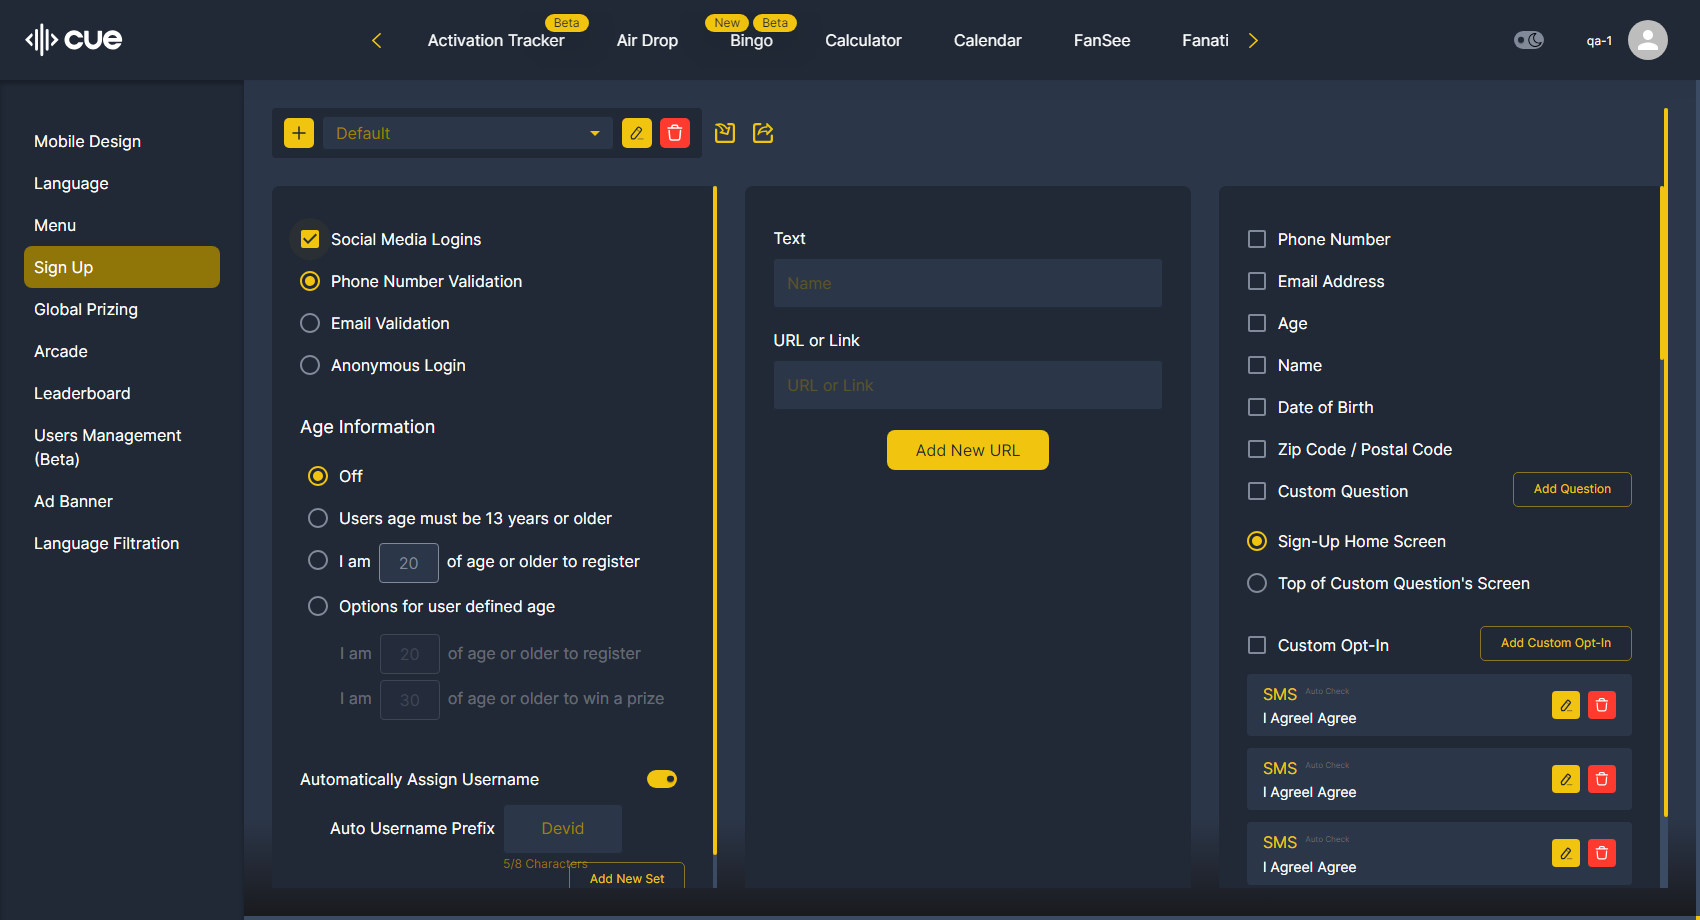 cue
Activation Tracker
Beta
Air Drop
Bingo
New
Beta
Calculator
Calendar
FanSee
Fanati
qa-1
Mobile Design
Language
Menu
Sign Up
Global Prizing
Arcade
Leaderboard
Users Management
(Beta)
Ad Banner
Language Filtration
Default
Social Media Logins
Phone Number Validation
Email Validation
Anonymous Login
Age Information
Off
Users age must be 13 years or older
I am 20 of age or older to register
Options for user defined age
I am 20 of age or older to register
I am 30 of age or older to win a prize
Automatically Assign Username
Auto Username Prefix Devid
5/8 Characters
Add New Set
Text
Name
URL or Link
URL or Link
Add New URL
Phone Number
Email Address
Age
Name
Date of Birth
Zip Code / Postal Code
Custom Question
Add Question
Sign-Up Home Screen
Top of Custom Question's Screen
Custom Opt-In
Add Custom Opt-In
SMS Auto Check
I AgreeI Agree
SMS Auto Check
I AgreeI Agree
SMS Auto Check
I AgreeI Agree